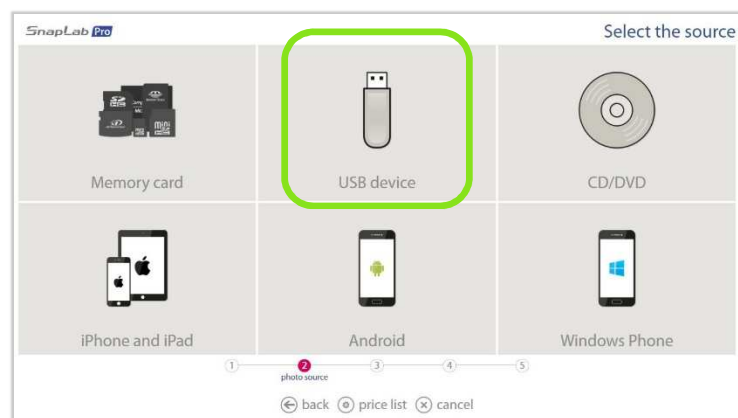 SnapLab Pro
Select the source
Memory card
USB device
CD/DVD
iPhone and iPad
Android
Windows Phone
1 2 3 4 5
photo source
back price list cancel